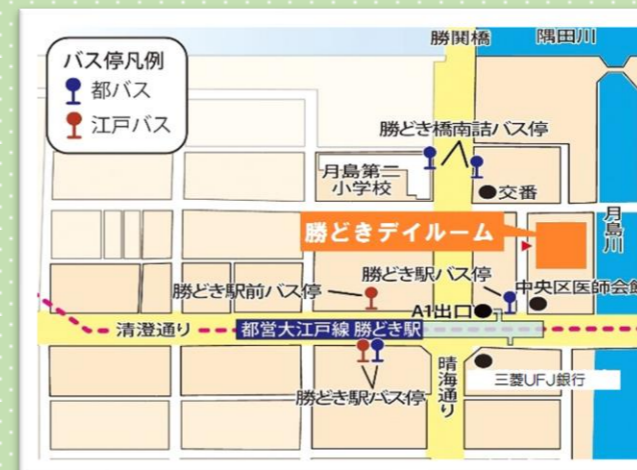 勝鬨橋
隅田川
バス停凡例
都バス
江戸バス
勝どき橋南詰バス停
月島第二
小学校
交番
月島川
勝どきデイルーム
勝どき駅バス停
勝どき駅前バス停
中央区医師会館
A1出口
清澄通り
都営大江戸線 勝どき駅
晴海通り
三菱UFJ銀行
勝どき駅バス停